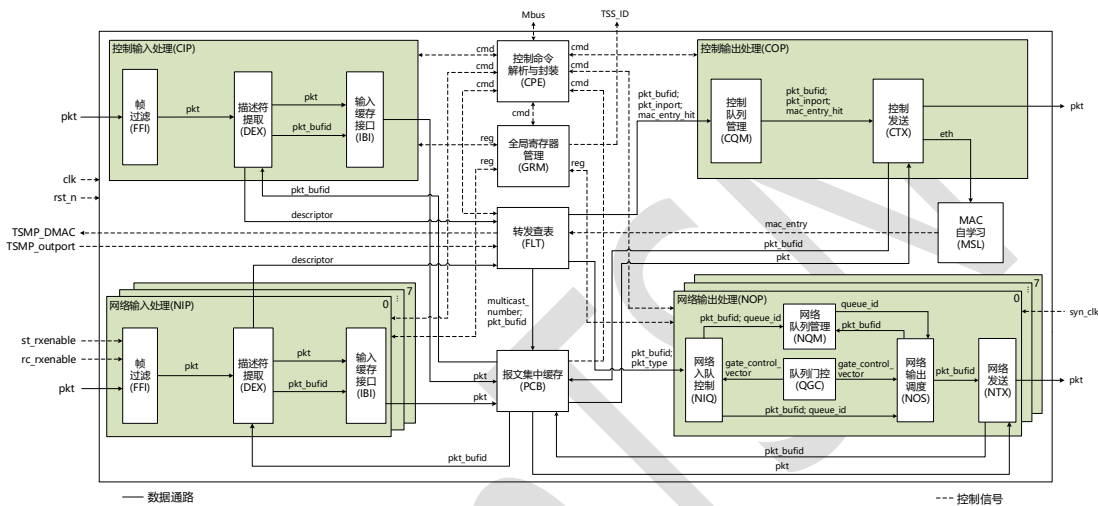 Mbus
TSS_ID
控制输入处理(CIP)
pkt
帧
过滤
(FFI)
pkt
描述符
提取
(DEX)
pkt
pkt_bufid
输入
缓存
接口
(IBI)
cmd
cmd
cmd
控制命令
解析与封装
(CPE)
cmd
cmd
cmd
cmd
reg
reg
全局寄存器
管理
(GRM)
reg
控制输出处理(COP)
pkt_bufid;
pkt_inport;
mac_entry_hit
控制
队列
管理
(CQM)
pkt_bufid;
pkt_inport;
mac_entry_hit
控制
发送
(CTX)
pkt
eth
clk
rst_n
pkt_bufid
descriptor
转发查表
(FLT)
mac_entry
MAC
自学习
(MSL)
TSMP_DMAC
TSMP_outport
pkt_bufid
pkt
descriptor
multicast_
number;
pkt_bufid
7
⋮
0
网络输入处理(NIP)
st_rxenable
rc_rxenable
pkt
帧
过滤
(FFI)
pkt
描述符
提取
(DEX)
pkt
pkt_bufid
输入
缓存
接口
(IBI)
pkt
pkt
报文集中缓存
(PCB)
pkt_bufid;
pkt_type
7
⋮
0
网络输出处理(NOP)
syn_clk
网络
入队
控制
(NIQ)
pkt_bufid; queue_id
网络
队列管理
(NQM)
queue_id
pkt_bufid
gate_control_
vector
队列门控
(QGC)
gate_control_
vector
pkt_bufid; queue_id
网络
输出
调度
(NOS)
pkt_bufid
网络
发送
(NTX)
pkt
pkt_bufid
pkt_bufid
pkt
数据通路
控制信号
TSN